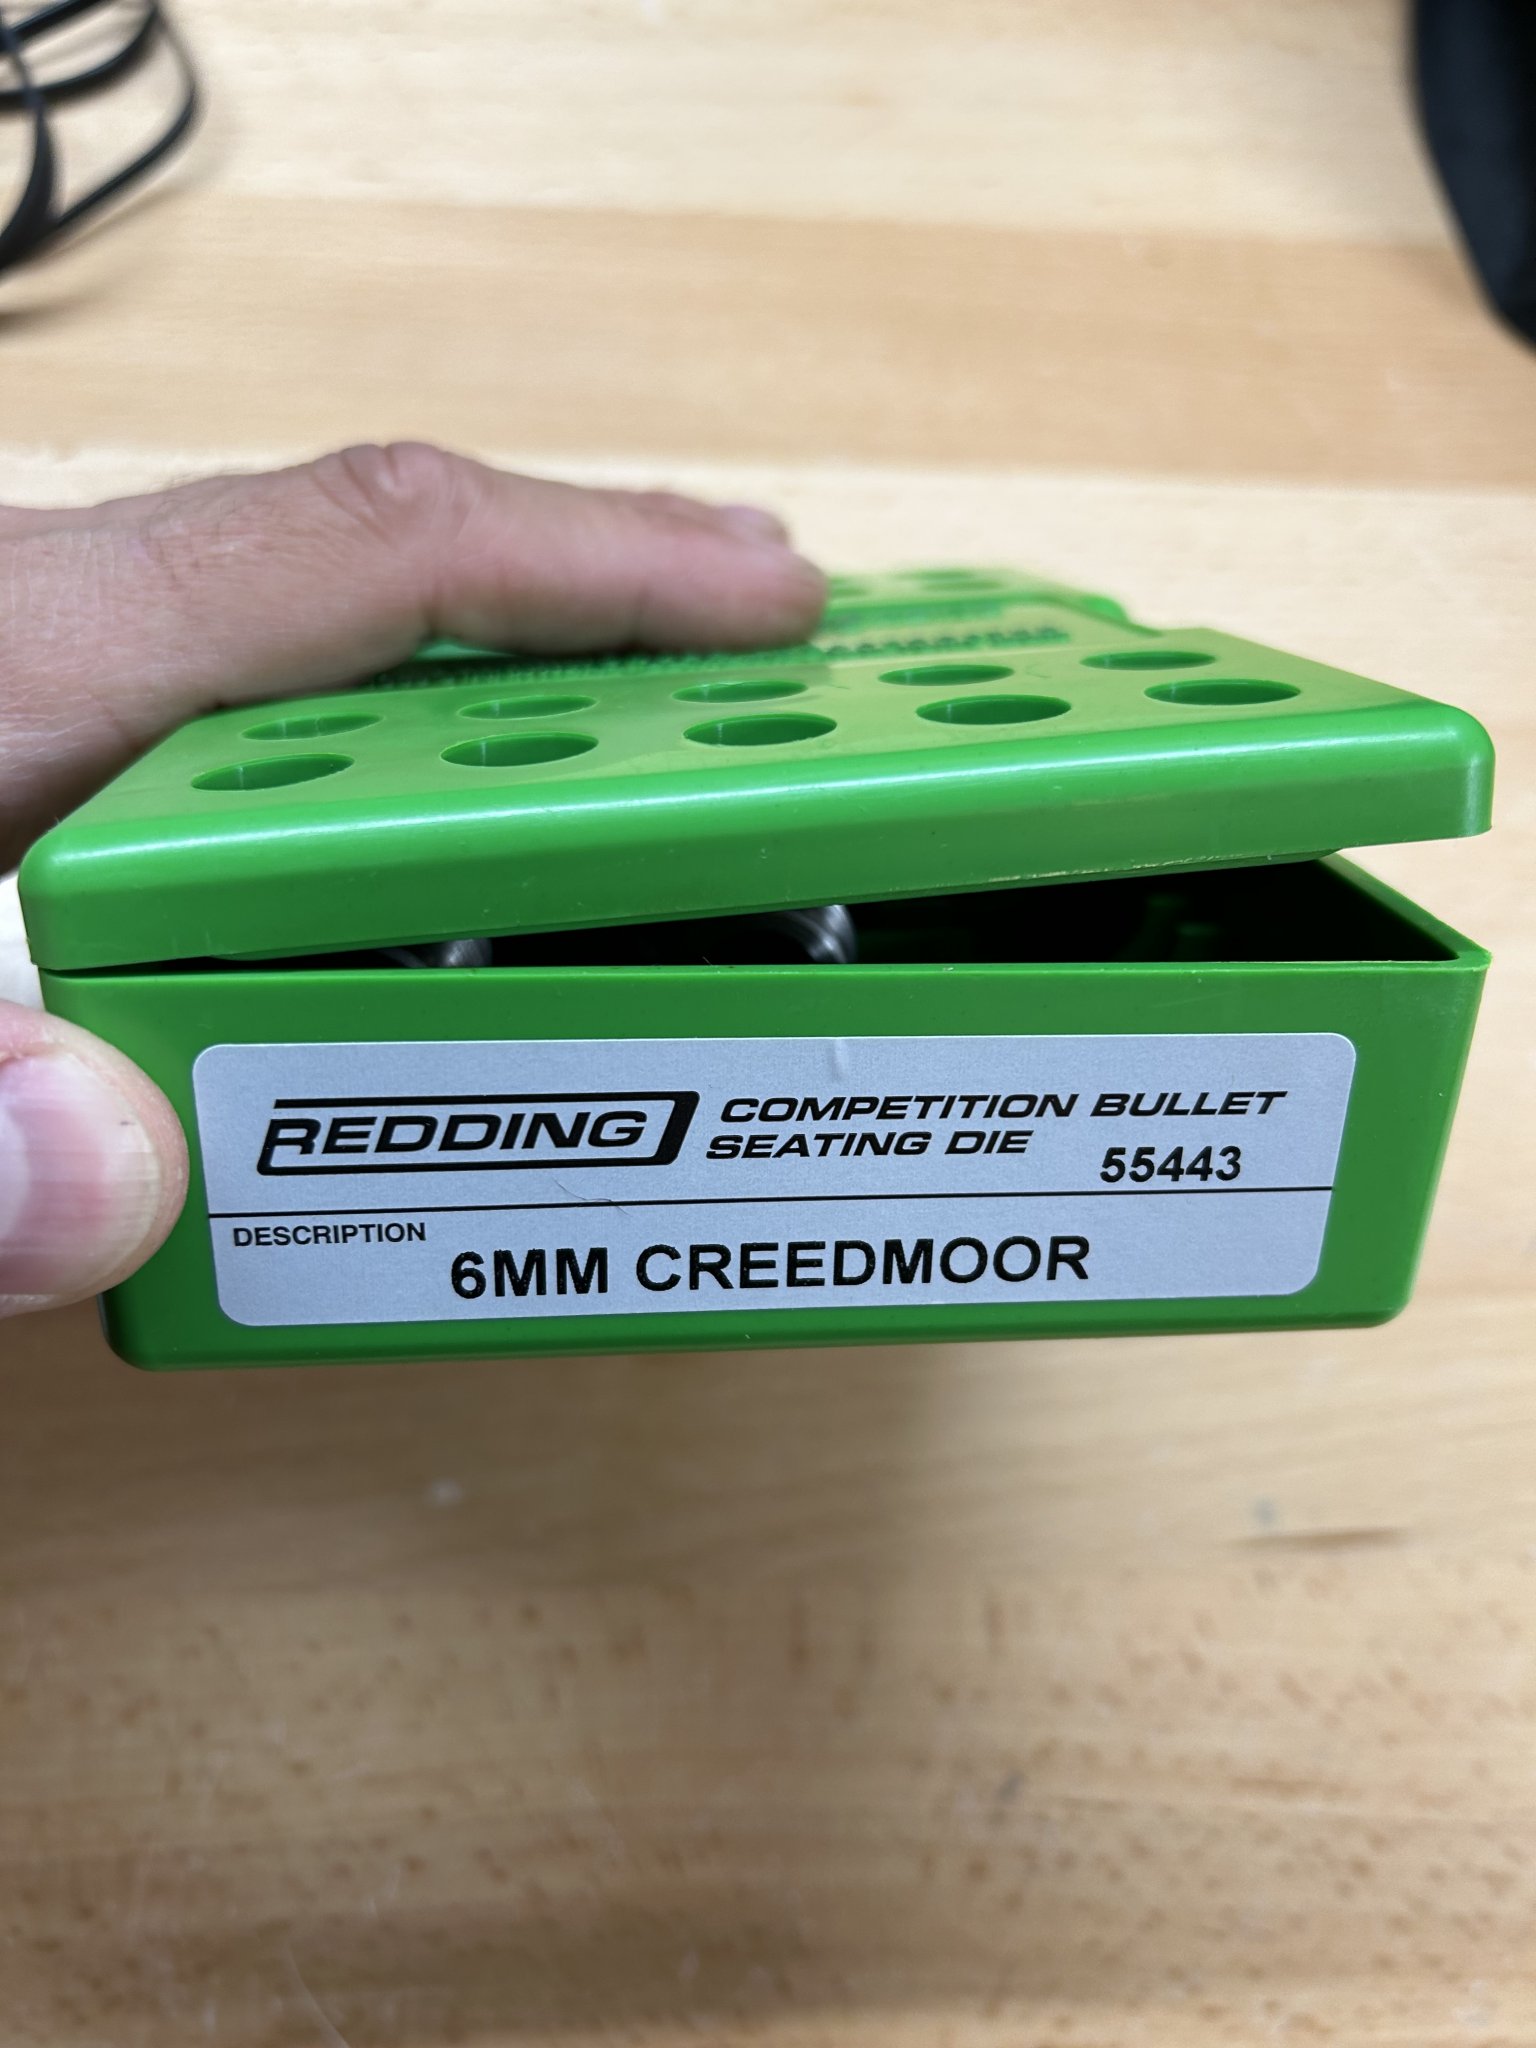 REDDING COMPETITION BULLET
SEATING DIE 55443
DESCRIPTION
6MM CREEDMOOR